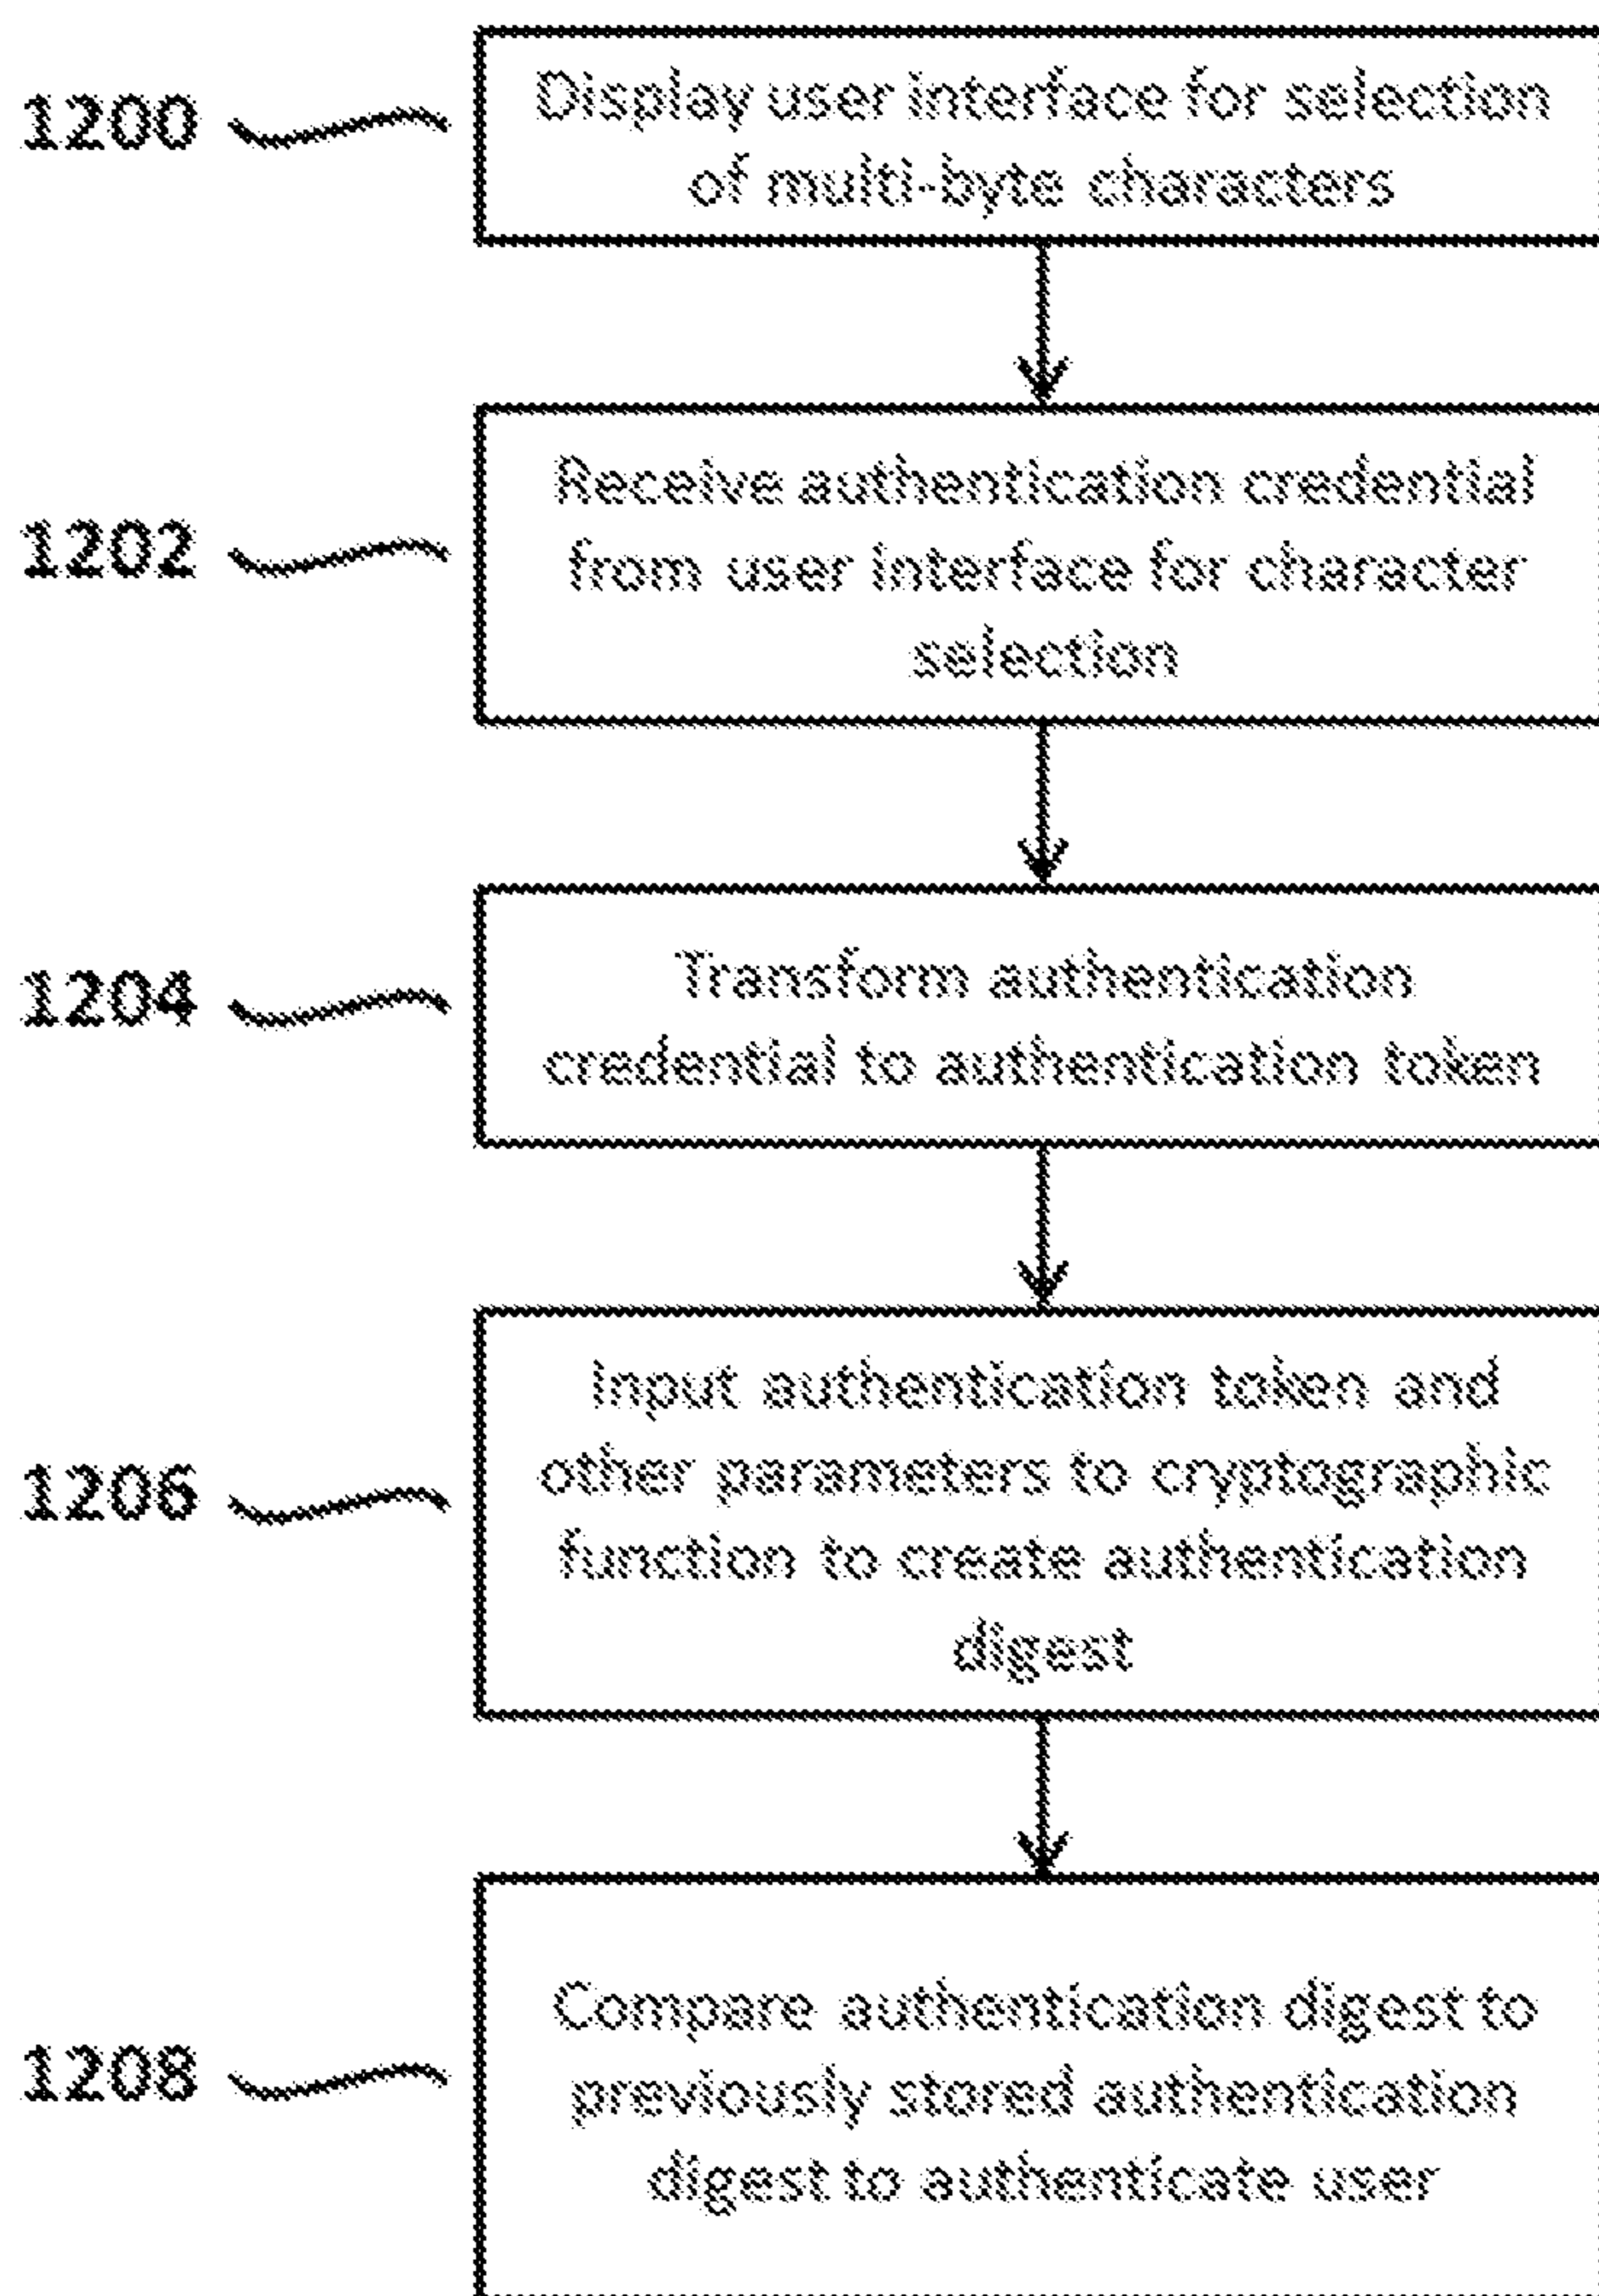 1200
Display user interface for selection
of multi-byte characters
1202
Receive authentication credential
from user interface for character
selection
1204
Transform authentication
credential to authentication token
1206
Input authentication token and
other parameters to cryptographic
function to create authentication
digest
1208
Compare authentication digest to
previously stored authentication
digest to authenticate user